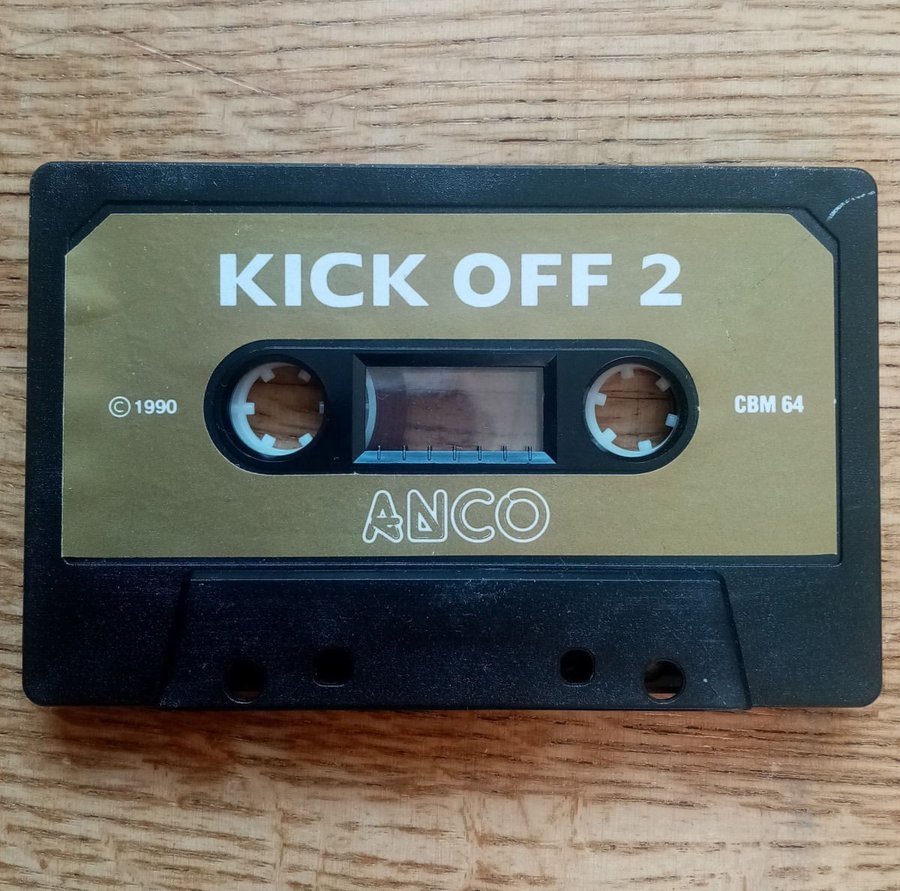 KICK OFF 2
© 1990
CBM 64
ANCO